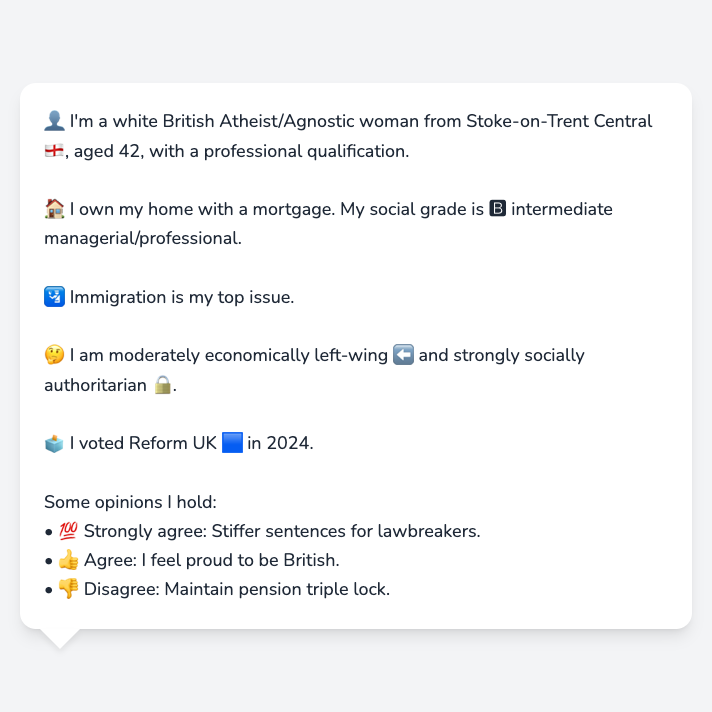 👤 I'm a white British Atheist/Agnostic woman from Stoke-on-Trent Central
🏴󠁧󠁢󠁥󠁮󠁧󠁿, aged 42, with a professional qualification.
🏠 I own my home with a mortgage. My social grade is 🅱 intermediate
managerial/professional.
🛂 Immigration is my top issue.
🤔 I am moderately economically left-wing ⬅️ and strongly socially
authoritarian 🔒.
🗳️ I voted Reform UK 🟦 in 2024.
Some opinions I hold:
• 💯 Strongly agree: Stiffer sentences for lawbreakers.
• 👍 Agree: I feel proud to be British.
• 👎 Disagree: Maintain pension triple lock.